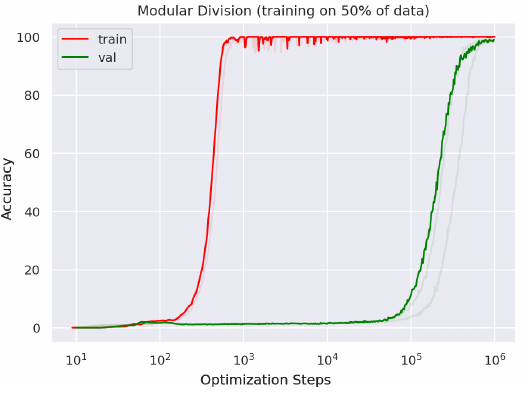 Modular Division (training on 50% of data)
train
val
Accuracy
100
80
60
40
20
0
10¹ 10² 10³ 10⁴ 10⁵ 10⁶
Optimization Steps